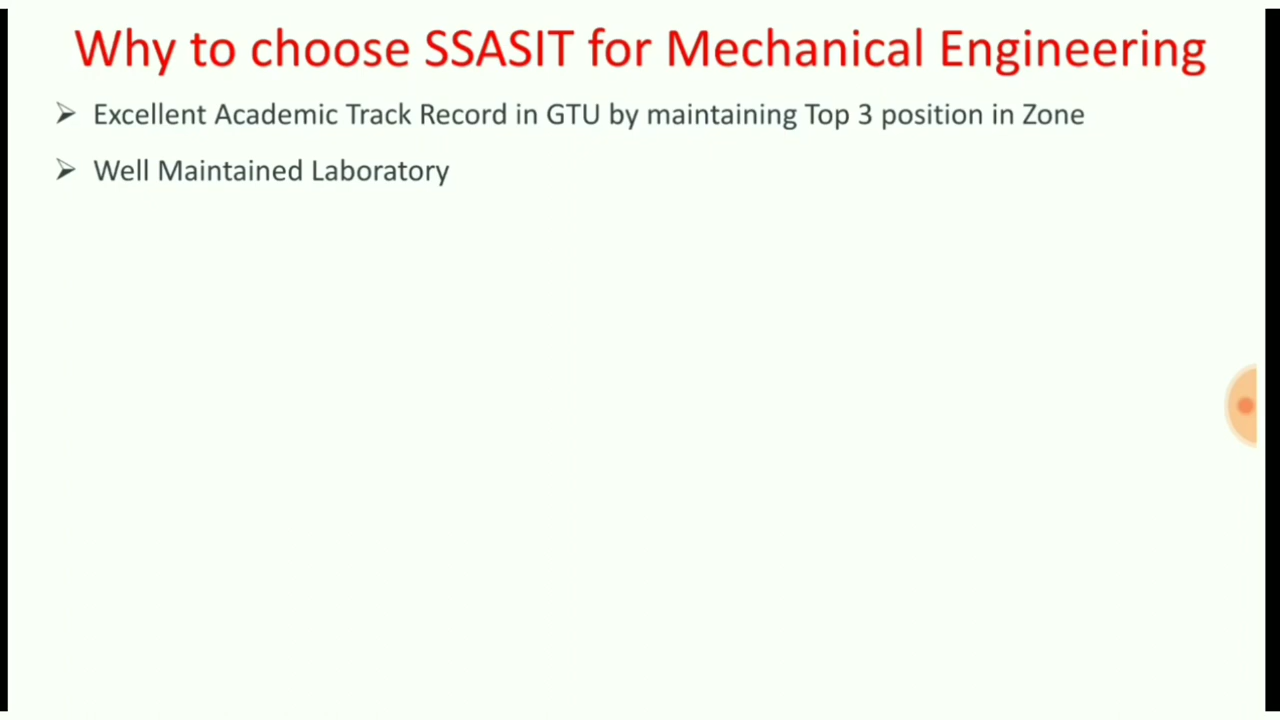 Why to choose SSASIT for Mechanical Engineering
➢ Excellent Academic Track Record in GTU by maintaining Top 3 position in Zone
➢ Well Maintained Laboratory